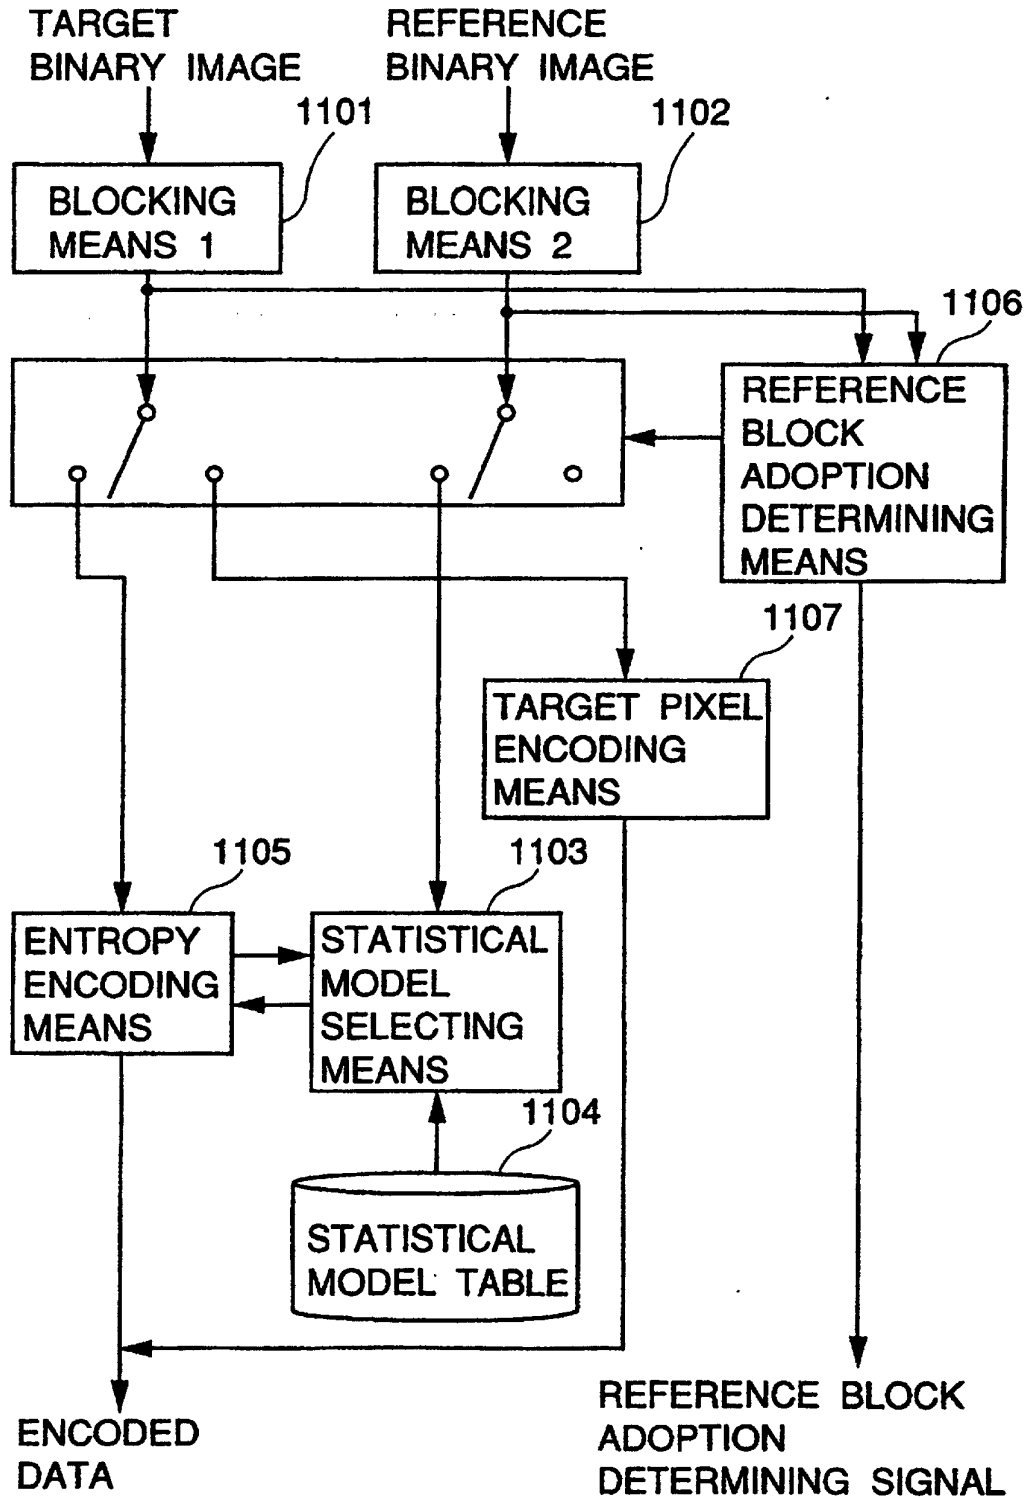 TARGET
BINARY IMAGE
REFERENCE
BINARY IMAGE
1101
1102
BLOCKING
MEANS 1
BLOCKING
MEANS 2
1106
REFERENCE
BLOCK
ADOPTION
DETERMINING
MEANS
1107
TARGET PIXEL
ENCODING
MEANS
1105
1103
ENTROPY
ENCODING
MEANS
STATISTICAL
MODEL
SELECTING
MEANS
1104
STATISTICAL
MODEL TABLE
ENCODED
DATA
REFERENCE BLOCK
ADOPTION
DETERMINING SIGNAL